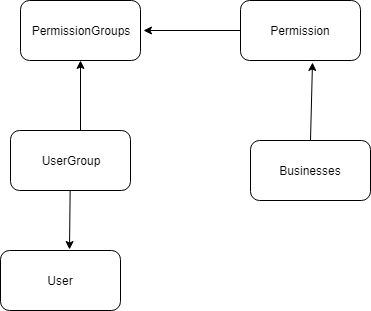 PermissionGroups
Permission
UserGroup
Businesses
User